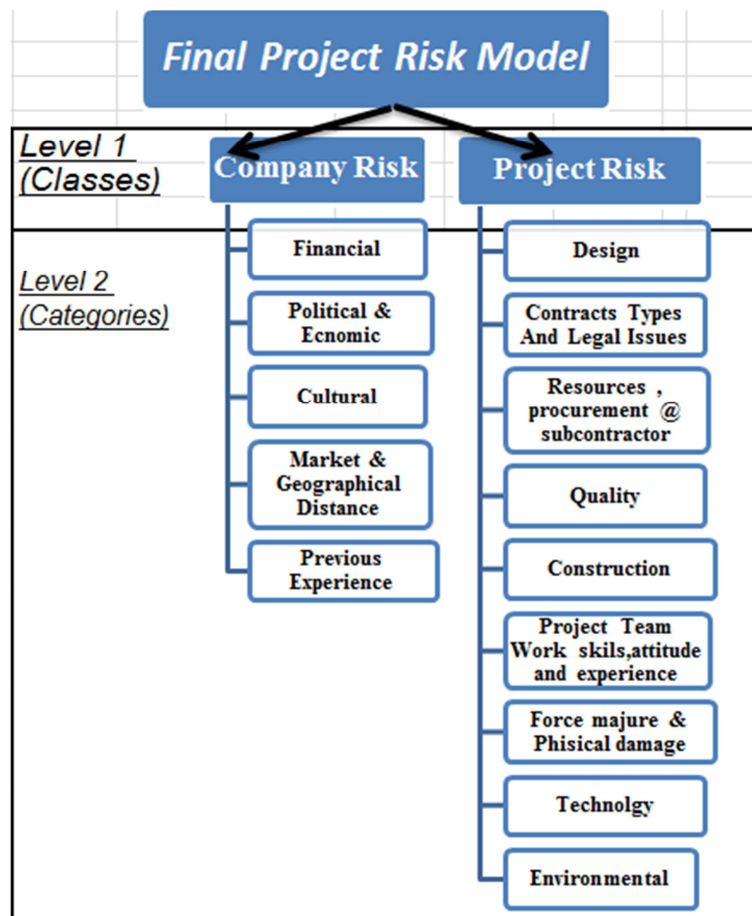 Final Project Risk Model
Level 1
(Classes)
Company Risk
Project Risk
Level 2
(Categories)
Financial
Political &
Ecnomic
Cultural
Market &
Geographical
Distance
Previous
Experience
Design
Contracts Types
And Legal Issues
Resources ,
procurement @
subcontractor
Quality
Construction
Project Team
Work skils,attitude
and experience
Force majure &
Phisical damage
Technolgy
Environmental